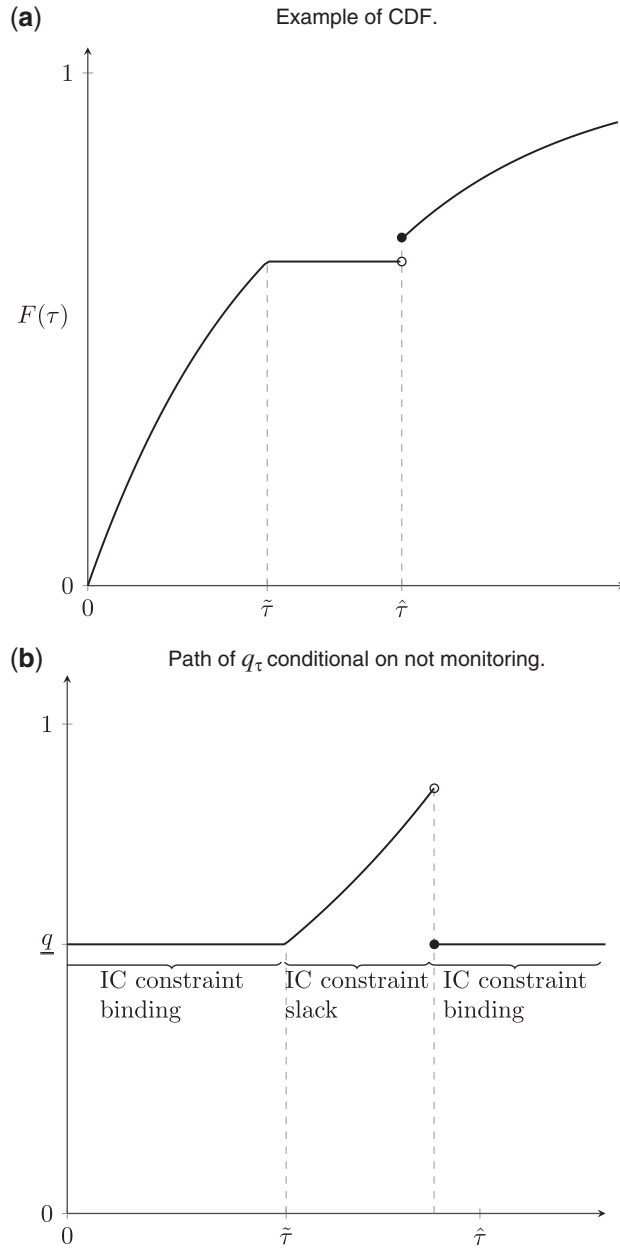 (a)
Example of CDF.
1
F(τ)
0
0
τ̃
τ̂
(b)
Path of qτ conditional on not monitoring.
1
q
IC constraint
binding
IC constraint
slack
IC constraint
binding
0
0
τ̃
τ̂